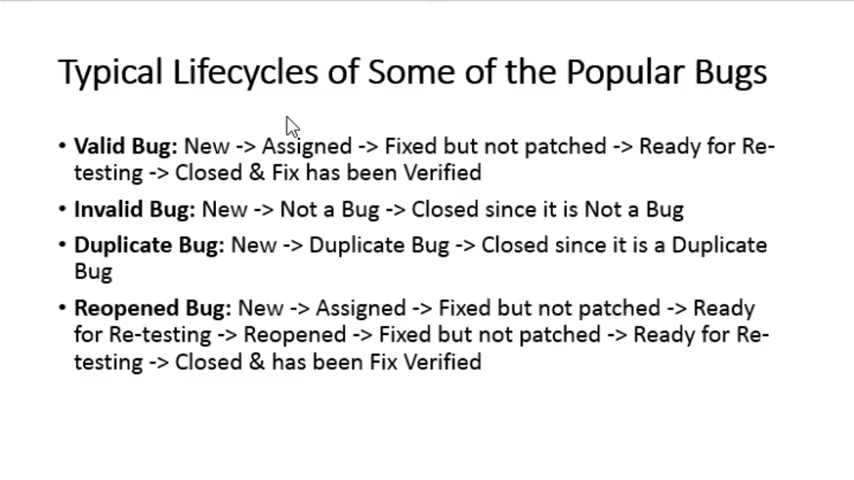 Typical Lifecycles of Some of the Popular Bugs
• Valid Bug: New -> Assigned -> Fixed but not patched -> Ready for Re-
testing -> Closed & Fix has been Verified
• Invalid Bug: New -> Not a Bug -> Closed since it is Not a Bug
• Duplicate Bug: New -> Duplicate Bug -> Closed since it is a Duplicate
Bug
• Reopened Bug: New -> Assigned -> Fixed but not patched -> Ready
for Re-testing -> Reopened -> Fixed but not patched -> Ready for Re-
testing -> Closed & has been Fix Verified